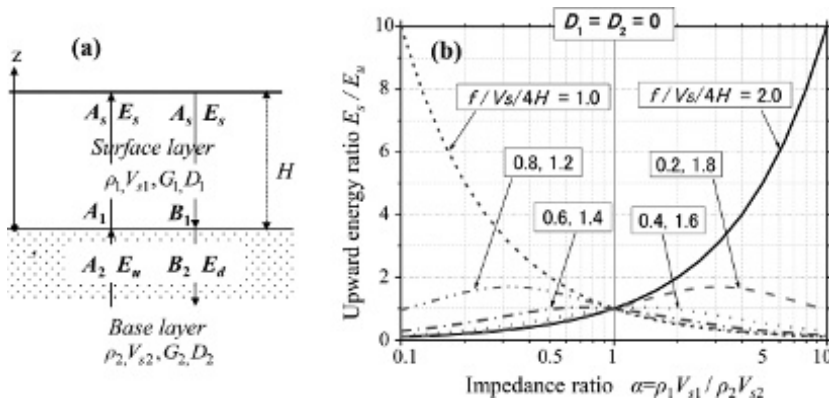 (a)
z
A_s E_s A_s E_s
Surface layer
ρ_1, V_s1, G_1, D_1
H
A_1 B_1
A_2 E_u B_2 E_d
Base layer
ρ_2, V_s2, G_2, D_2
(b)
D_1 = D_2 = 0
f / Vs / 4H = 1.0
f / Vs / 4H = 2.0
0.8, 1.2
0.2, 1.8
0.6, 1.4
0.4, 1.6
Upward energy ratio E_s / E_u
10
8
6
4
2
0
0.1 0.5 1 5 10
Impedance ratio α=ρ_1V_s1 / ρ_2V_s2